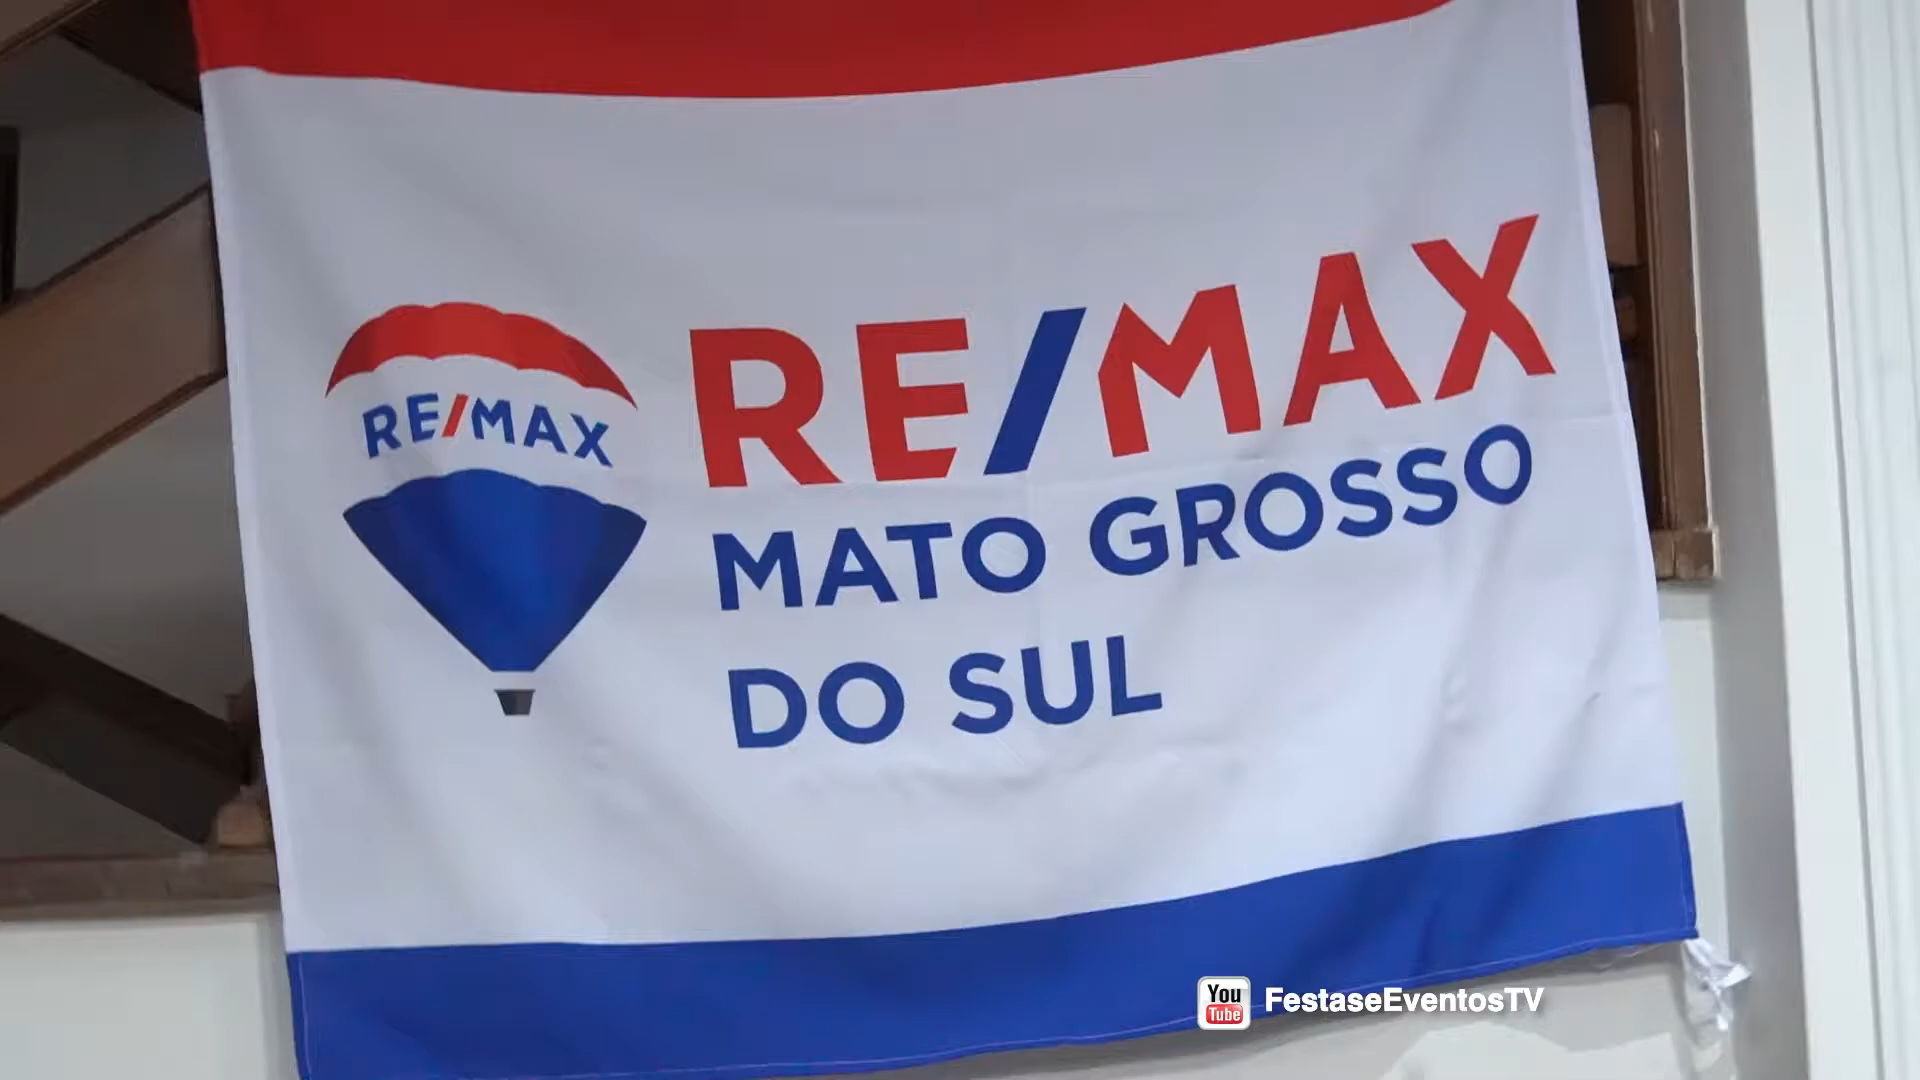 RE/MAX
RE/MAX
MATO GROSSO
DO SUL
You
Tube
FestaseEventosTV